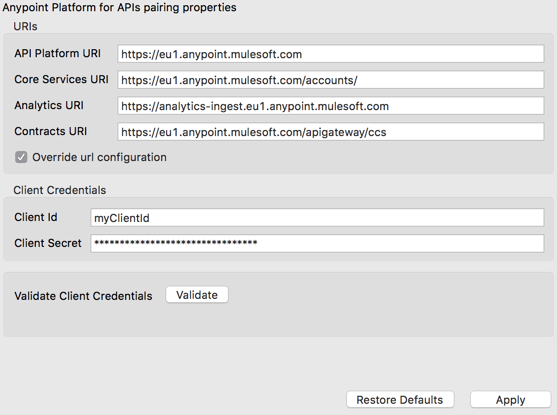 Anypoint Platform for APIs pairing properties
URIs
API Platform URI https://eu1.anypoint.mulesoft.com
Core Services URI https://eu1.anypoint.mulesoft.com/accounts/
Analytics URI https://analytics-ingest.eu1.anypoint.mulesoft.com
Contracts URI https://eu1.anypoint.mulesoft.com/apigateway/ccs
Override url configuration
Client Credentials
Client Id myClientId
Client Secret ********************************
Validate Client Credentials Validate
Restore Defaults Apply